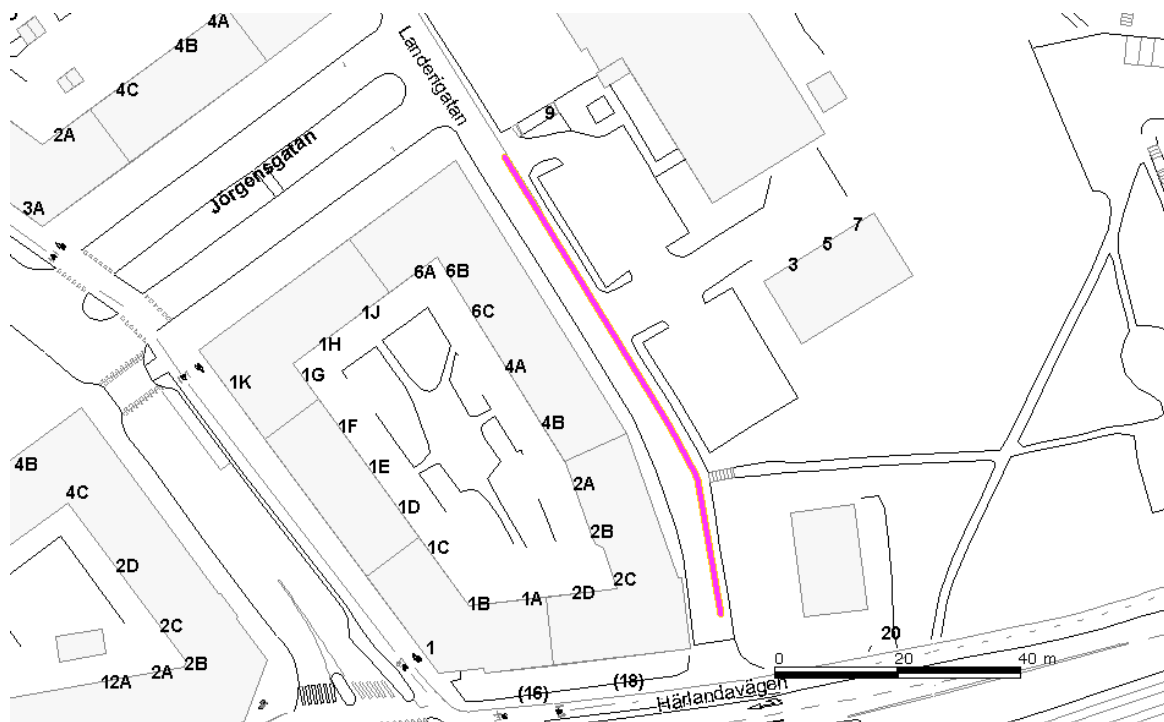 4A
4B
4C
2A
3A
Jörgensgatan
Landerigatan
9
7
5
3
6A
6B
6C
1J
1H
1G
1K
4A
1F
4B
1E
4B
4C
2A
1D
2B
1C
2D
2C
1B
1A
2D
2C
2B
2A
12A
1
20
0
20
40 m
(16)
(18)
Härlandavägen